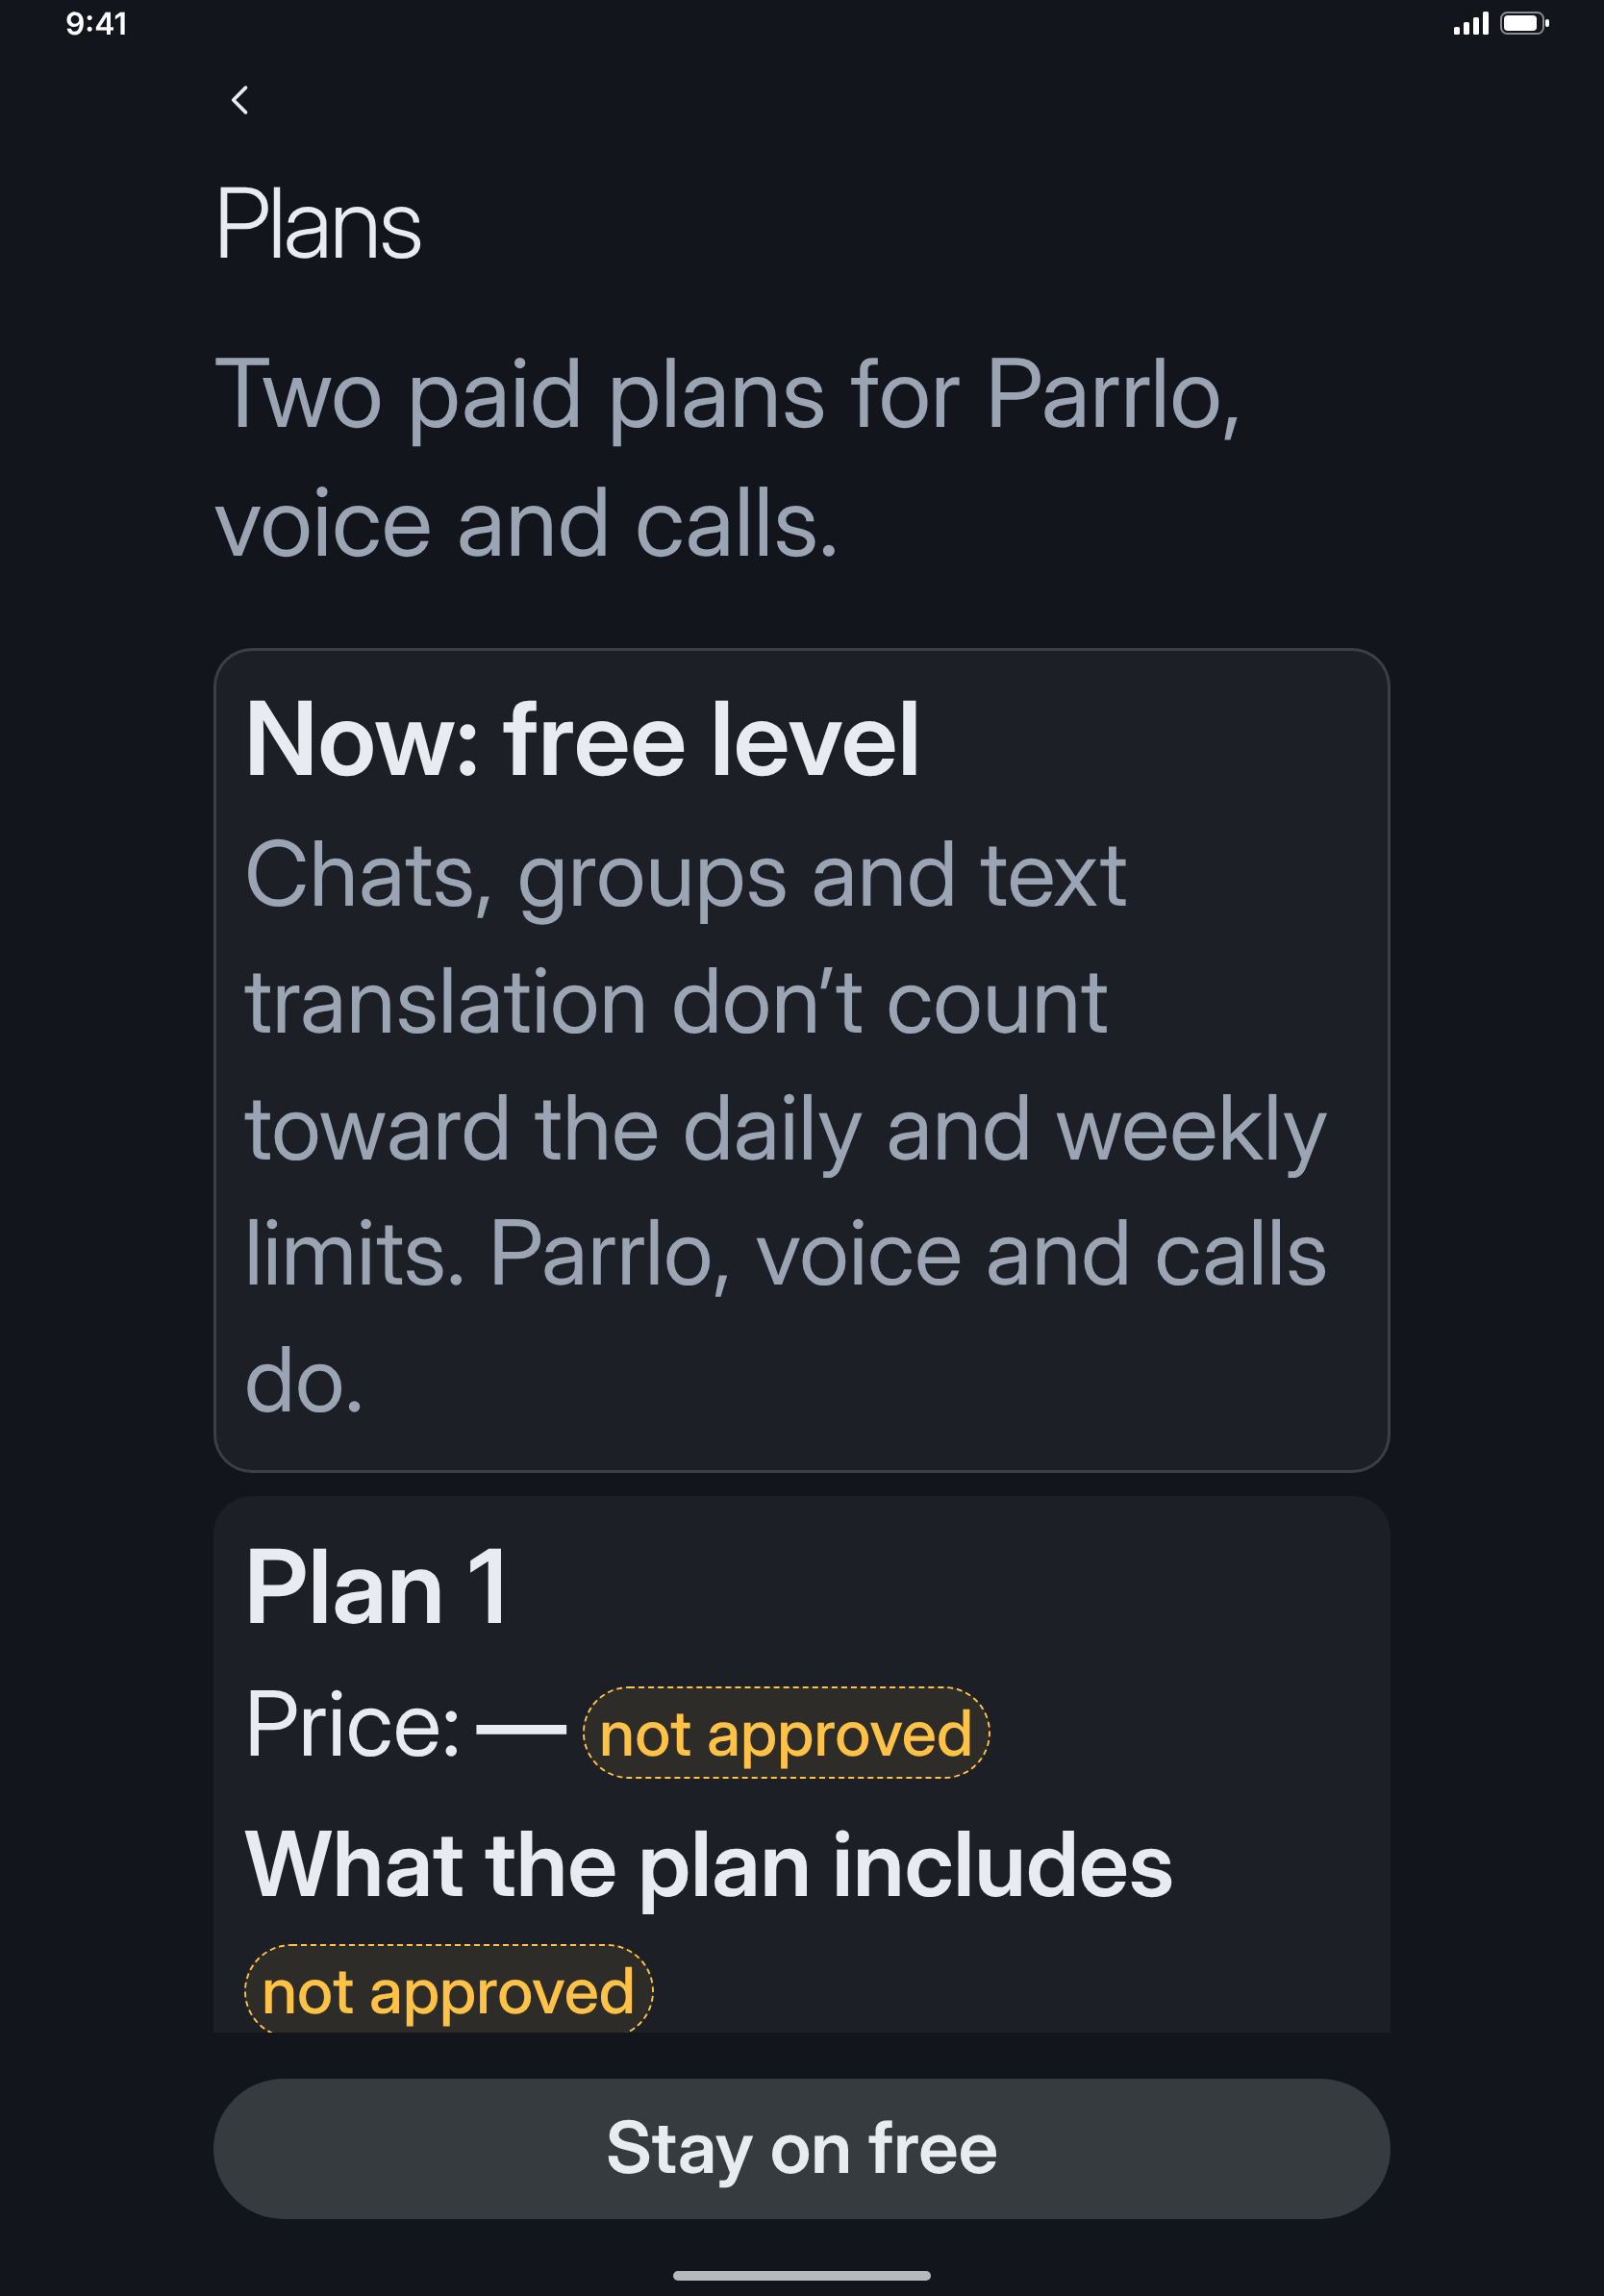 9:41
Plans
Two paid plans for Parrlo,
voice and calls.
Now: free level
Chats, groups and text
translation don’t count
toward the daily and weekly
limits. Parrlo, voice and calls
do.
Plan 1
Price: — not approved
What the plan includes
not approved
Stay on free